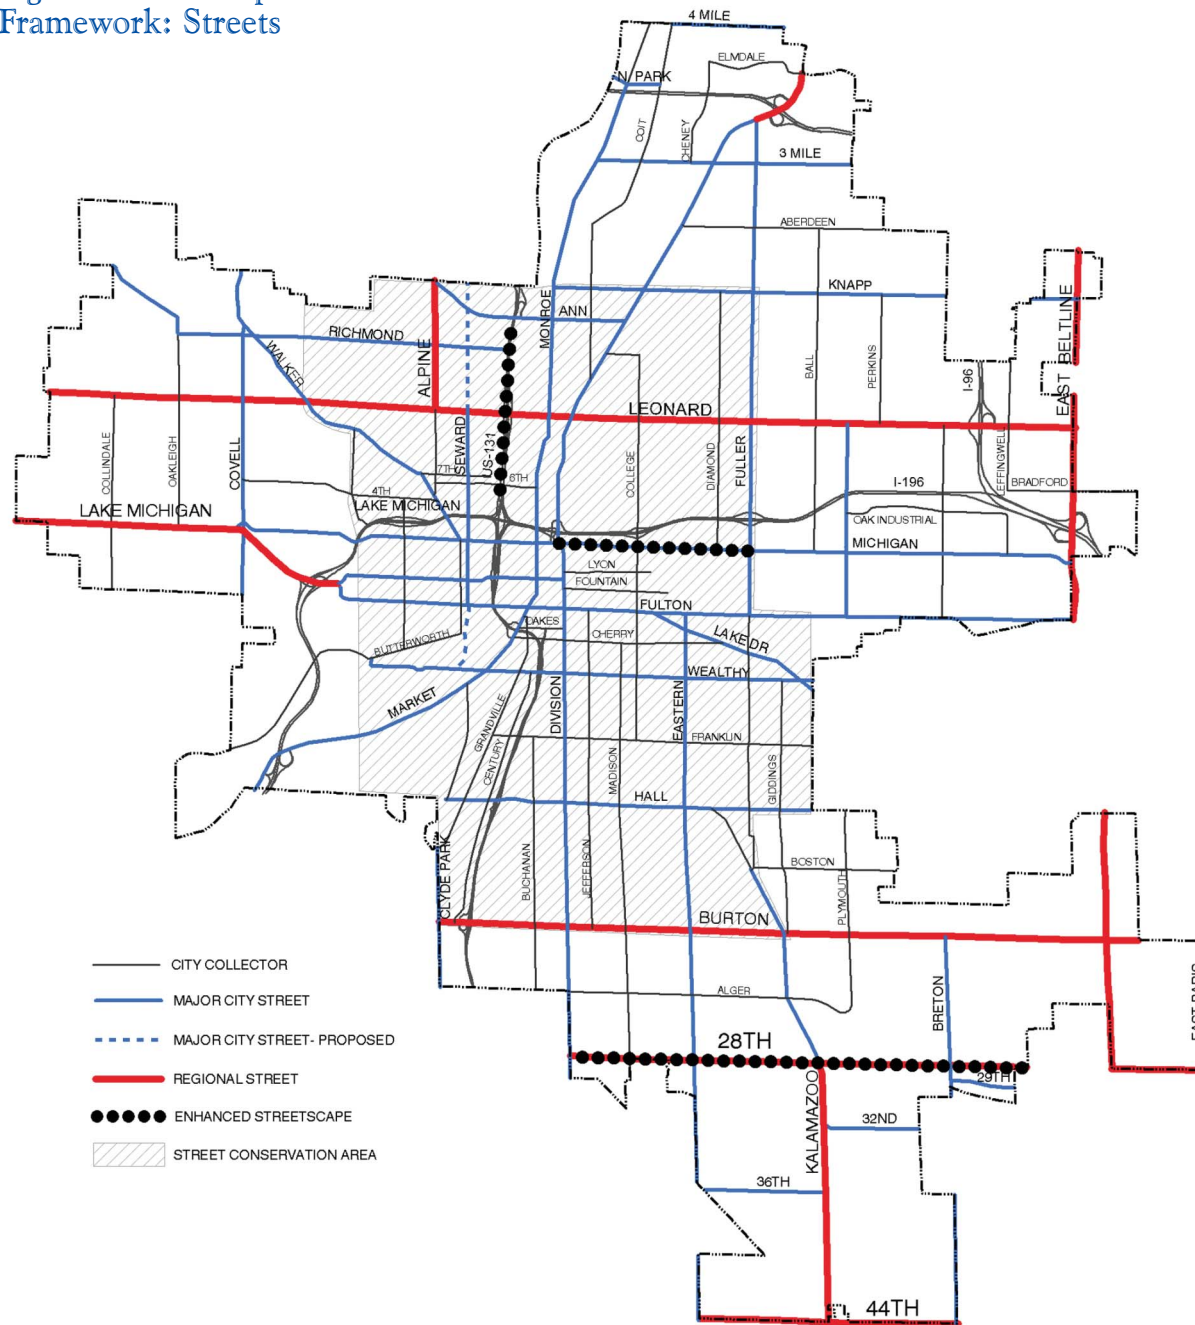 Framework: Streets
4 MILE
ELMDALE
N. PARK
COIT
CHENEY
3 MILE
ABERDEEN
KNAPP
MONROE
ANN
RICHMOND
WALKER
ALPINE
BALL
PERKINS
I-96
EAST BELTLINE
LEONARD
COLLINDALE
OAKLEIGH
COVELL
SEWARD
US-131
7TH
6TH
4TH
COLLEGE
DIAMOND
FULLER
EFFINGWELL
BRADFORD
I-196
LAKE MICHIGAN
LAKE MICHIGAN
OAK INDUSTRIAL
MICHIGAN
LYON
FOUNTAIN
FULTON
OAKES
CHERRY
LAKE DR
BUTTERWORTH
WEALTHY
MARKET
GRANDVILLE
CENTURY
DIVISION
MADISON
EASTERN
FRANKLIN
GIDDINGS
HALL
CLYDE PARK
BUCHANAN
JEFFERSON
BOSTON
PLYMOUTH
BURTON
ALGER
BRETON
28TH
29TH
KALAMAZOO
32ND
36TH
44TH
CITY COLLECTOR
MAJOR CITY STREET
MAJOR CITY STREET- PROPOSED
REGIONAL STREET
ENHANCED STREETSCAPE
STREET CONSERVATION AREA